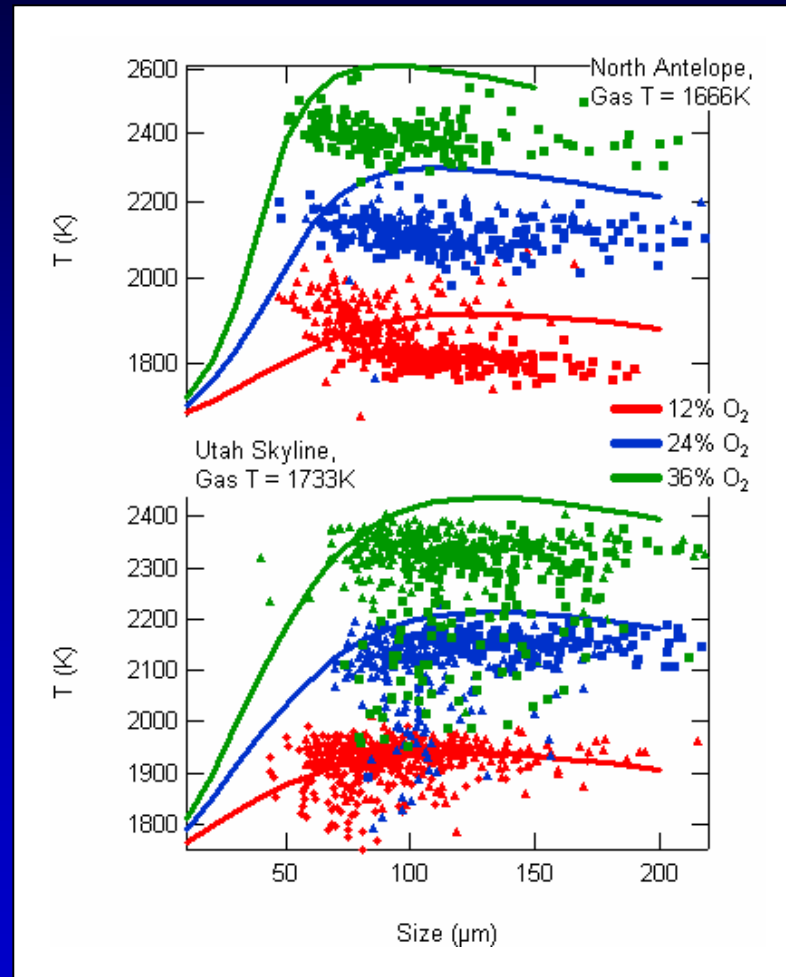 2600
North Antelope,
Gas T = 1666K
2400
2200
T (K)
2000
1800
12% O₂
24% O₂
36% O₂
Utah Skyline,
Gas T = 1733K
2400
2300
2200
T (K)
2100
2000
1900
1800
50 100 150 200
Size (µm)